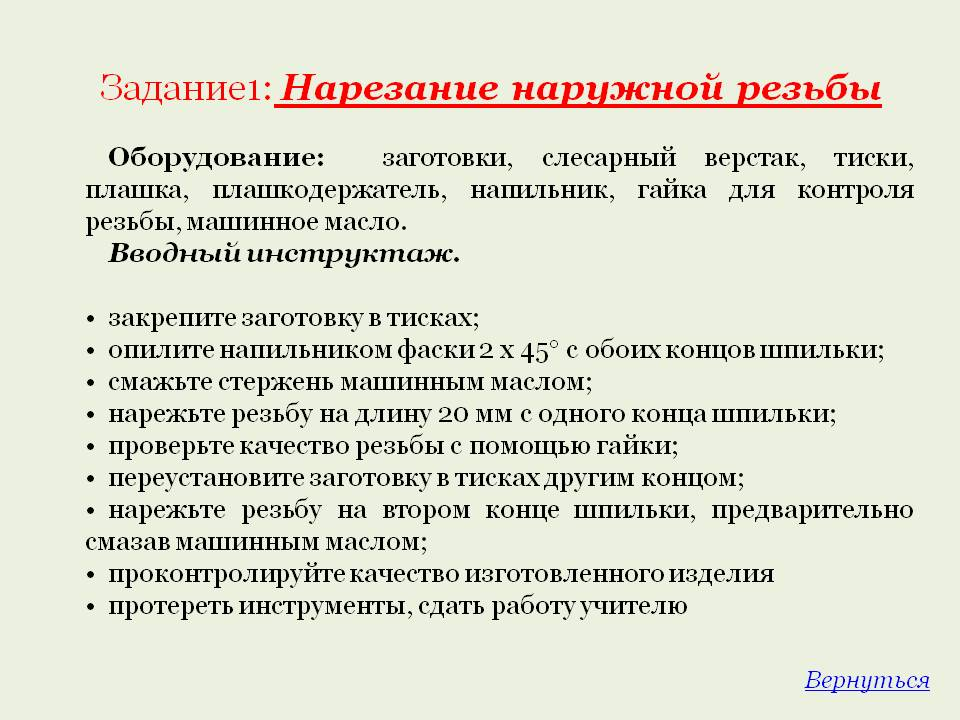 Задание1: Нарезание наружной резьбы
Оборудование: заготовки, слесарный верстак, тиски,
плашка, плашкодержатель, напильник, гайка для контроля
резьбы, машинное масло.
Вводный инструктаж.
• закрепите заготовку в тисках;
• опилите напильником фаски 2 х 45° с обоих концов шпильки;
• смажьте стержень машинным маслом;
• нарежьте резьбу на длину 20 мм с одного конца шпильки;
• проверьте качество резьбы с помощью гайки;
• переустановите заготовку в тисках другим концом;
• нарежьте резьбу на втором конце шпильки, предварительно
смазав машинным маслом;
• проконтролируйте качество изготовленного изделия
• протереть инструменты, сдать работу учителю
Вернуться